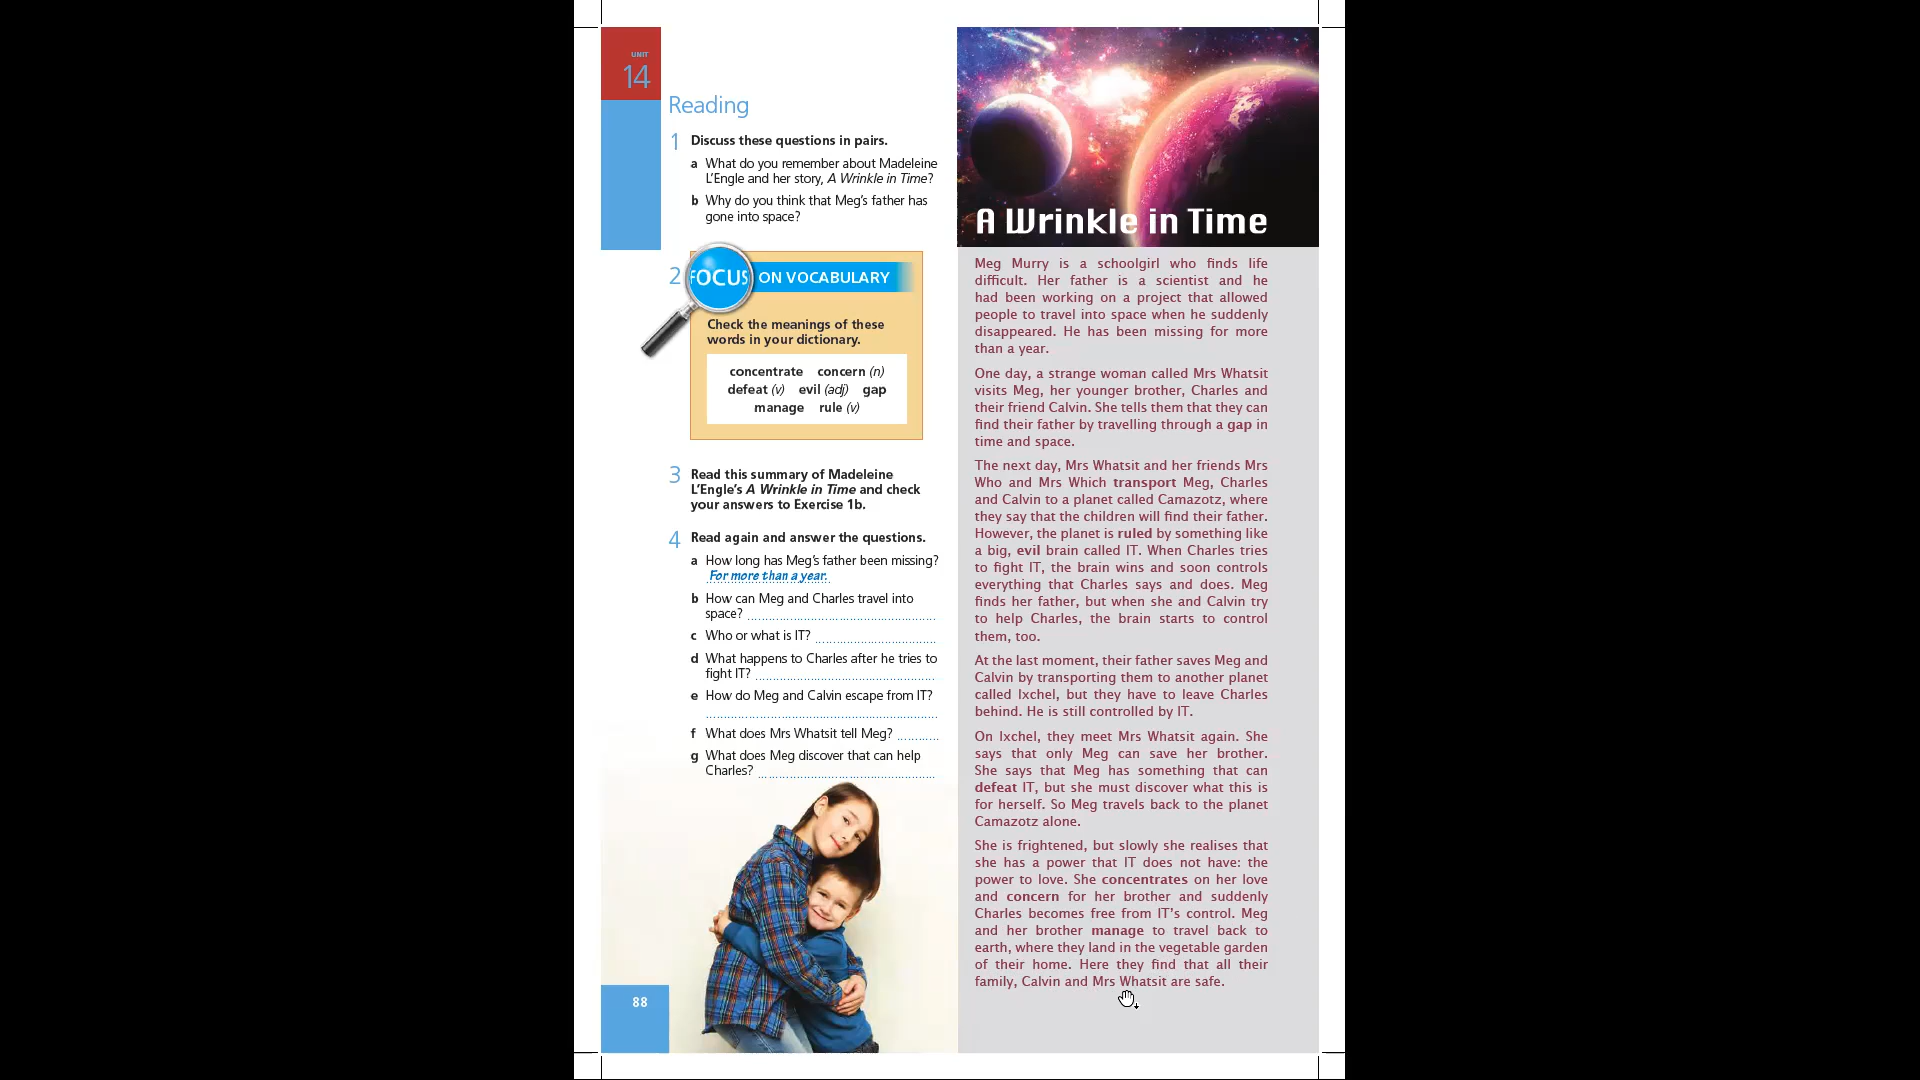 UNIT
14
Reading
1 Discuss these questions in pairs.
a What do you remember about Madeleine
L'Engle and her story, A Wrinkle in Time?
b Why do you think that Meg's father has
gone into space?
2 FOCUS ON VOCABULARY
Check the meanings of these
words in your dictionary.
concentrate concern (n)
defeat (v) evil (adj) gap
manage rule (v)
3 Read this summary of Madeleine
L'Engle's A Wrinkle in Time and check
your answers to Exercise 1b.
4 Read again and answer the questions.
a How long has Meg's father been missing?
For more than a year.
b How can Meg and Charles travel into
space?
c Who or what is IT?
d What happens to Charles after he tries to
fight IT?
e How do Meg and Calvin escape from IT?
f What does Mrs Whatsit tell Meg?
g What does Meg discover that can help
Charles?
88
A Wrinkle in Time
Meg Murry is a schoolgirl who finds life
difficult. Her father is a scientist and he
had been working on a project that allowed
people to travel into space when he suddenly
disappeared. He has been missing for more
than a year.
One day, a strange woman called Mrs Whatsit
visits Meg, her younger brother, Charles and
their friend Calvin. She tells them that they can
find their father by travelling through a gap in
time and space.
The next day, Mrs Whatsit and her friends Mrs
Who and Mrs Which transport Meg, Charles
and Calvin to a planet called Camazotz, where
they say that the children will find their father.
However, the planet is ruled by something like
a big, evil brain called IT. When Charles tries
to fight IT, the brain wins and soon controls
everything that Charles says and does. Meg
finds her father, but when she and Calvin try
to help Charles, the brain starts to control
them, too.
At the last moment, their father saves Meg and
Calvin by transporting them to another planet
called Ixchel, but they have to leave Charles
behind. He is still controlled by IT.
On Ixchel, they meet Mrs Whatsit again. She
says that only Meg can save her brother.
She says that Meg has something that can
defeat IT, but she must discover what this is
for herself. So Meg travels back to the planet
Camazotz alone.
She is frightened, but slowly she realises that
she has a power that IT does not have: the
power to love. She concentrates on her love
and concern for her brother and suddenly
Charles becomes free from IT's control. Meg
and her brother manage to travel back to
earth, where they land in the vegetable garden
of their home. Here they find that all their
family, Calvin and Mrs Whatsit are safe.